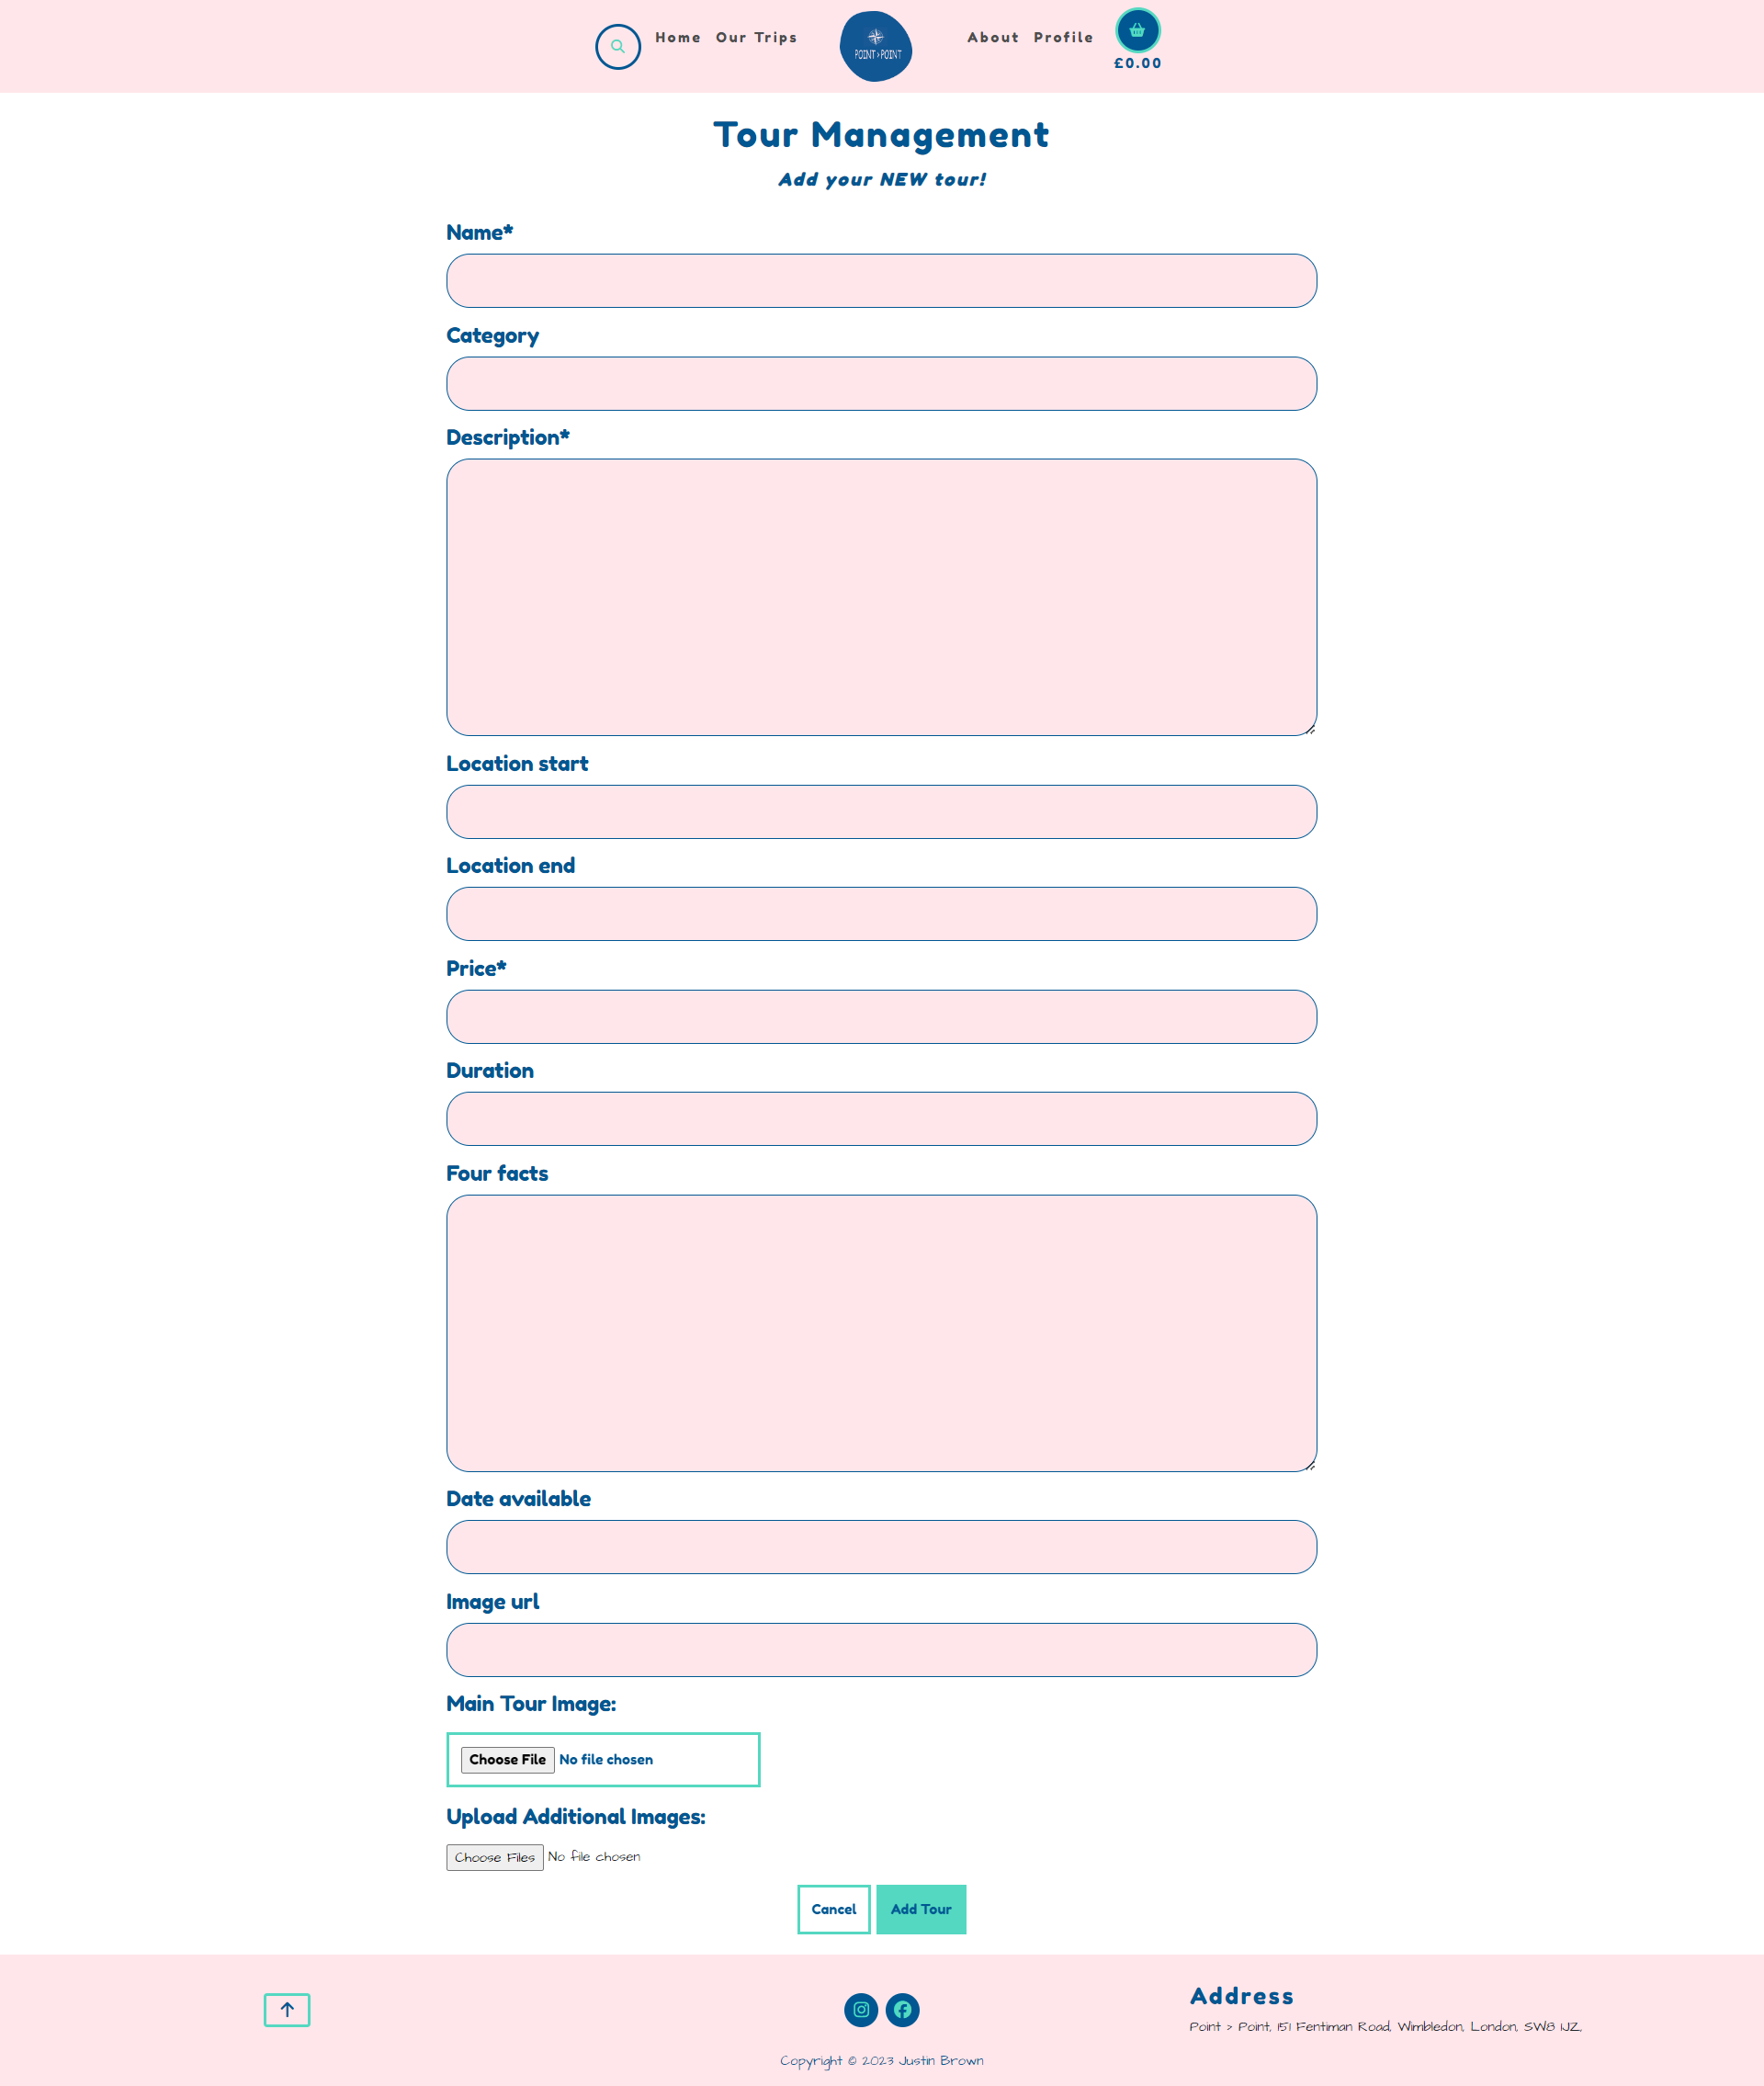 Home Our Trips POINT > POINT About Profile
£0.00
Tour Management
Add your NEW tour!
Name*
Category
Description*
Location start
Location end
Price*
Duration
Four facts
Date available
Image url
Main Tour Image:
Choose File No file chosen
Upload Additional Images:
Choose Files No file chosen
Cancel Add Tour
Address
Point > Point, 151 Fentiman Road, Wimbledon, London, SW8 1JZ,
Copyright © 2023 Justin Brown